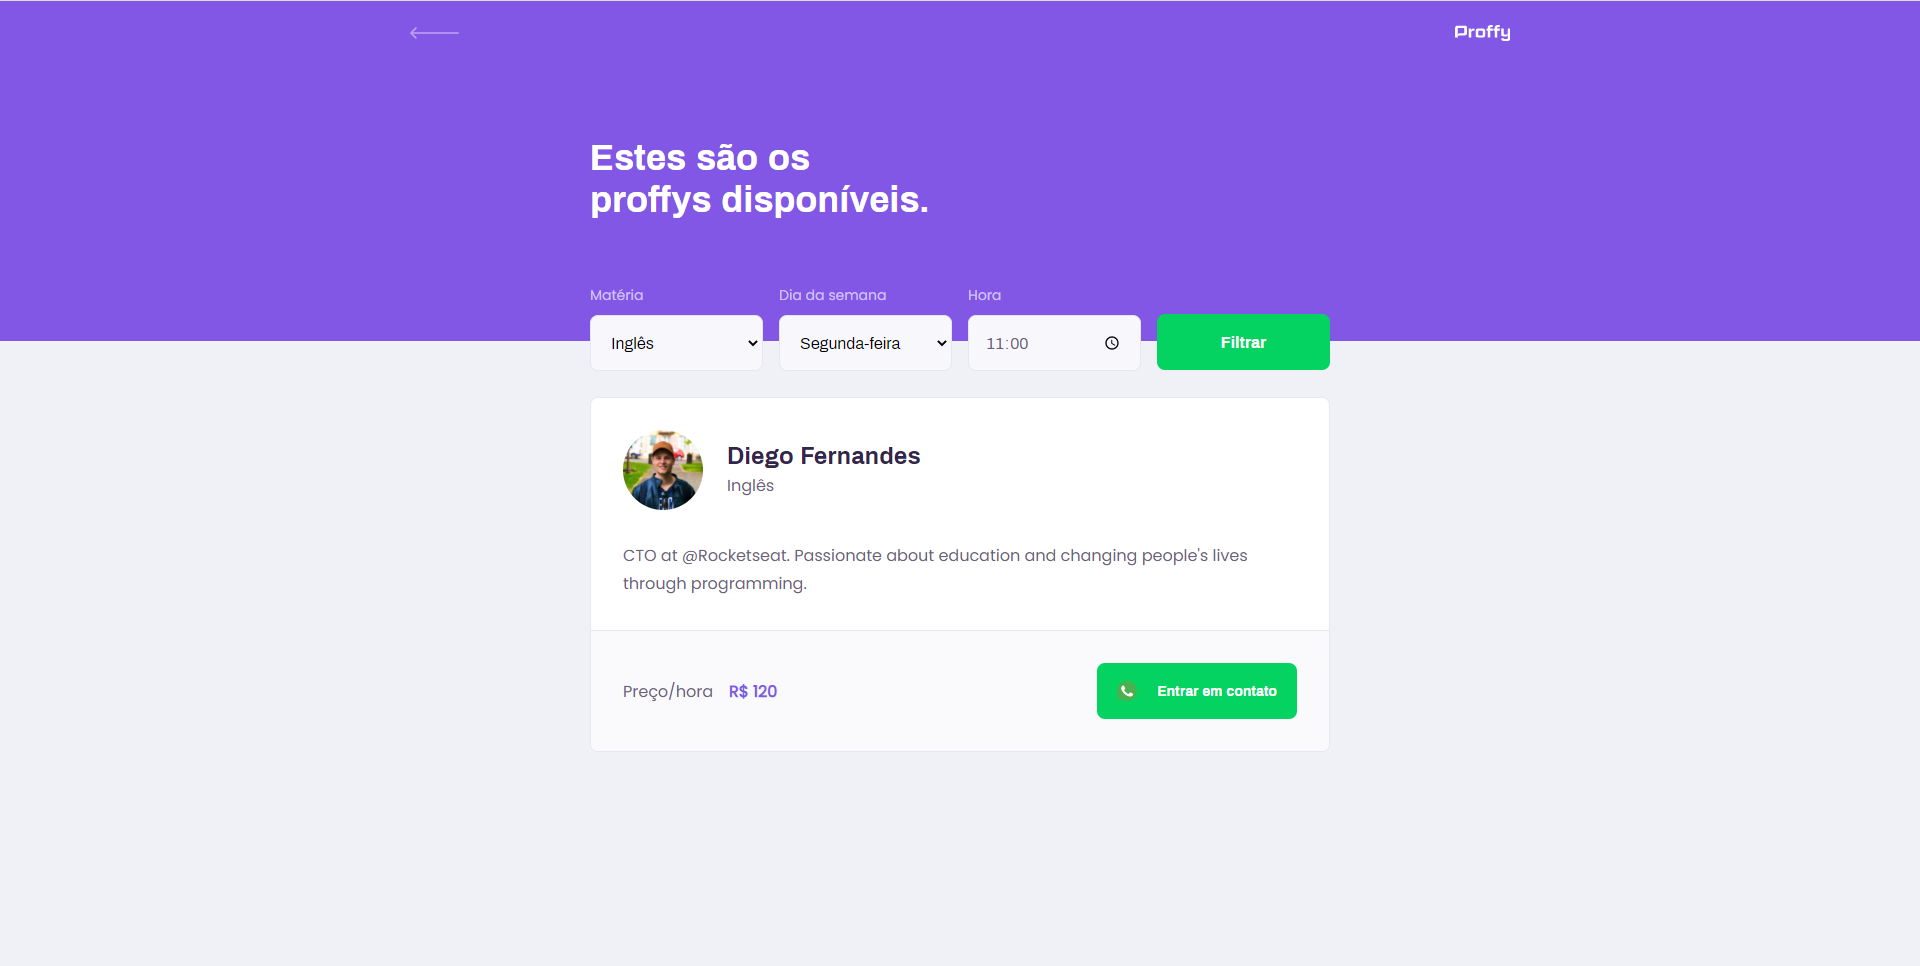 Proffy
Estes são os
proffys disponíveis.
Matéria
Dia da semana
Hora
Inglês
Segunda-feira
11:00
Filtrar
Diego Fernandes
Inglês
CTO at @Rocketseat. Passionate about education and changing people's lives
through programming.
Preço/hora
R$ 120
Entrar em contato